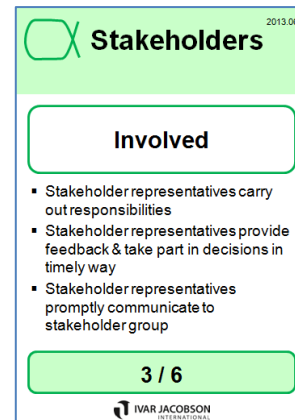 2013.06
Stakeholders
Involved
▪ Stakeholder representatives carry
out responsibilities
▪ Stakeholder representatives provide
feedback & take part in decisions in
timely way
▪ Stakeholder representatives
promptly communicate to
stakeholder group
3 / 6
IVAR JACOBSON
INTERNATIONAL